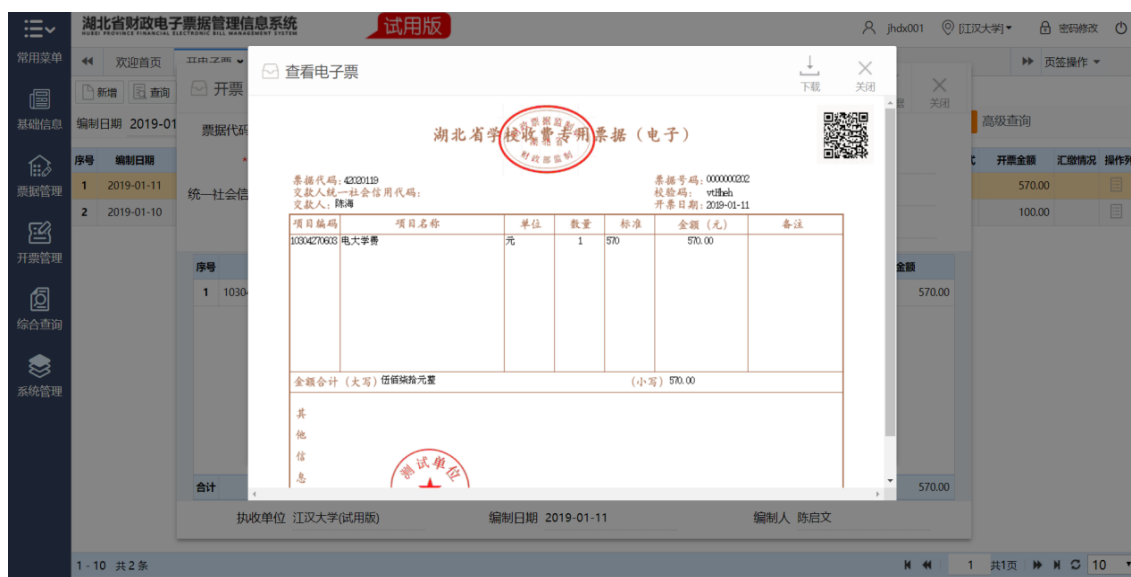 湖北省财政电子票据管理信息系统
HUBEI PROVINCE FINANCIAL ELECTRONIC BILL MANAGEMENT SYSTEM
试用版
jhdx001 [江汉大学] 密码修改
常用菜单
基础信息
票据管理
开票管理
综合查询
系统管理
欢迎首页 页签操作
新增 查询 开票 关闭
编制日期 2019-01 票据代码 高级查询
序号 编制日期 开票金额 汇缴情况 操作列
1 2019-01-11 统一社会信 570.00
2 2019-01-10 100.00
序号 金额
1 1030 570.00
合计 570.00
查看电子票 下载 关闭
湖北省学校收费专用票据（电子）
财政部监制
票据代码：42020119 票据号码：0000000202
交款人统一社会信用代码： 校验码：
交款人：陈海 开票日期：2019-01-11
项目编码 项目名称 单位 数量 标准 金额（元） 备注
10304270603 电大学费 元 1 570 570.00
金额合计（大写）伍佰柒拾元整 （小写）570.00
其他信息
测试单位
执收单位 江汉大学(试用版) 编制日期 2019-01-11 编制人 陈启文
1 - 10 共 2 条 1 共1页 10